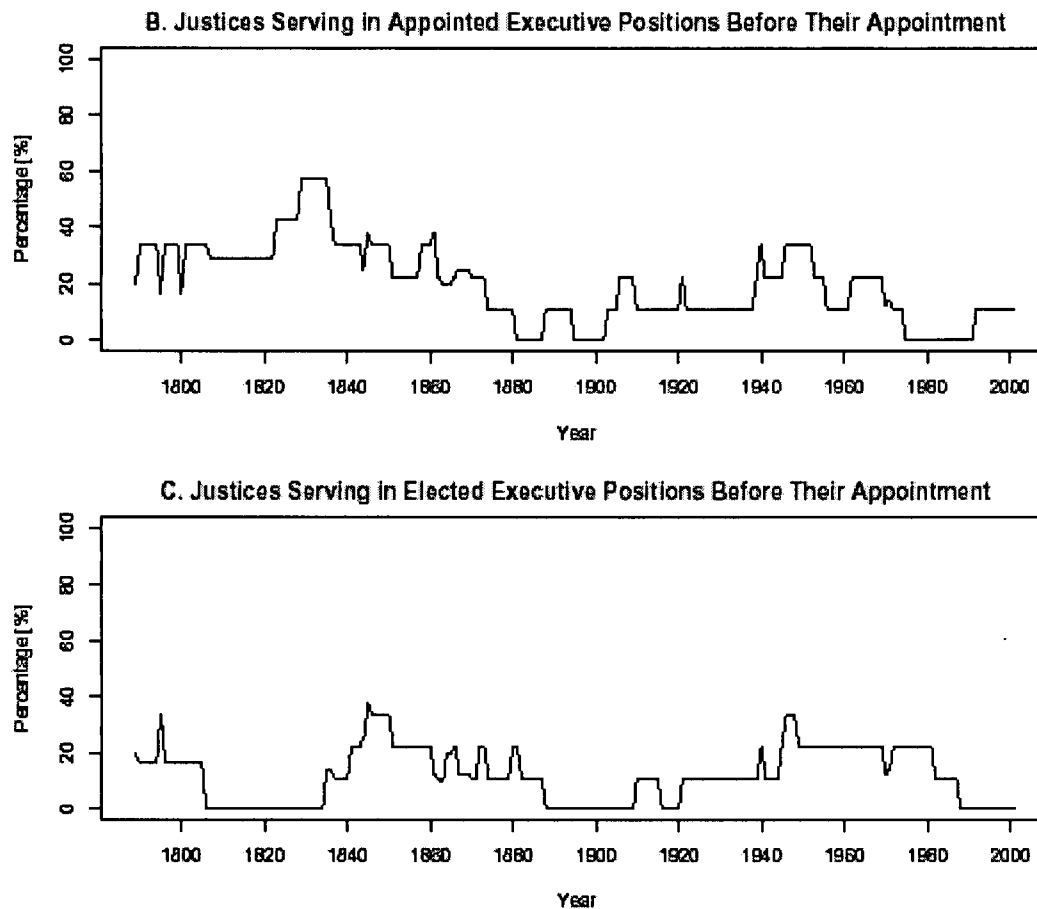 B. Justices Serving in Appointed Executive Positions Before Their Appointment
100
80
60
40
20
0
Percentage [%]
1800 1820 1840 1860 1880 1900 1920 1940 1960 1980 2000
Year
C. Justices Serving in Elected Executive Positions Before Their Appointment
100
80
60
40
20
0
Percentage [%]
1800 1820 1840 1860 1880 1900 1920 1940 1960 1980 2000
Year